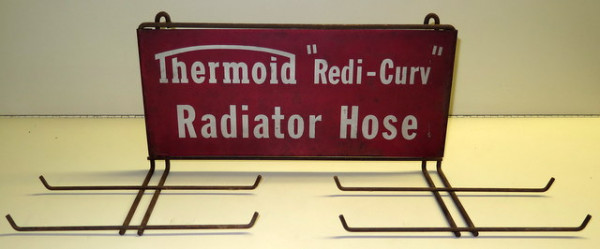 Thermoid "Redi-Curv"
Radiator Hose